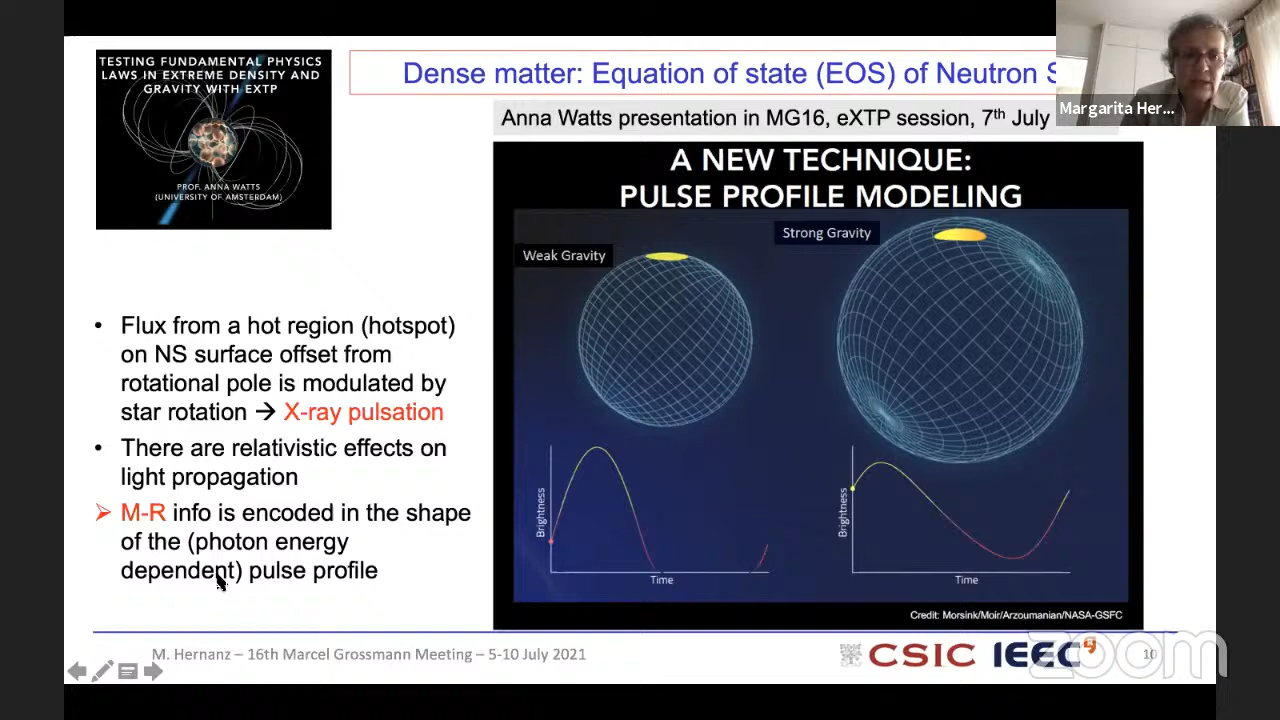 TESTING FUNDAMENTAL PHYSICS
LAWS IN EXTREME DENSITY AND
GRAVITY WITH EXTP
PROF. ANNA WATTS
(UNIVERSITY OF AMSTERDAM)
Dense matter: Equation of state (EOS) of Neutron S
Margarita Her...
Anna Watts presentation in MG16, eXTP session, 7th July
A NEW TECHNIQUE:
PULSE PROFILE MODELING
Weak Gravity
Strong Gravity
Brightness
Time
Brightness
Time
Credit: Morsink/Moir/Arzoumanian/NASA-GSFC
• Flux from a hot region (hotspot)
on NS surface offset from
rotational pole is modulated by
star rotation → X-ray pulsation
• There are relativistic effects on
light propagation
➢ M-R info is encoded in the shape
of the (photon energy
dependent) pulse profile
M. Hernanz – 16th Marcel Grossmann Meeting – 5-10 July 2021
CSIC IEEC
10
zoom